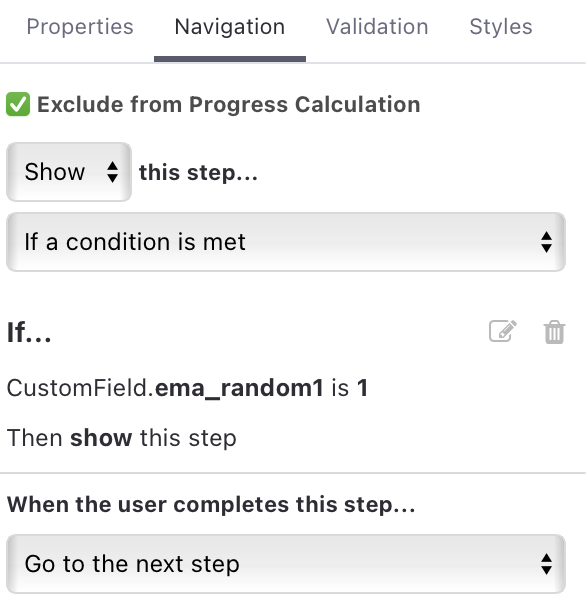 Properties Navigation Validation Styles
Exclude from Progress Calculation
Show this step...
If a condition is met
If...
CustomField.ema_random1 is 1
Then show this step
When the user completes this step...
Go to the next step